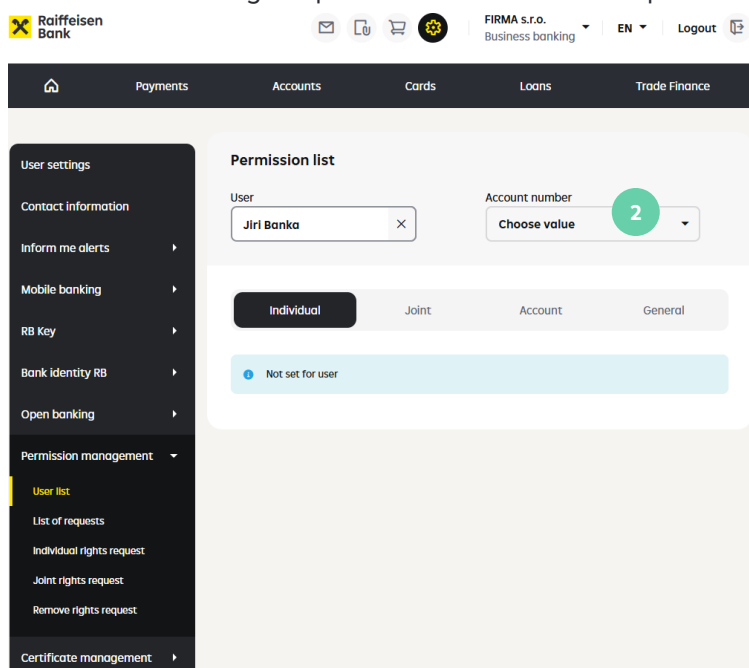 Raiffeisen
Bank
FIRMA s.r.o.
Business banking
EN
Logout
Payments
Accounts
Cards
Loans
Trade Finance
User settings
Contact information
Inform me alerts
Mobile banking
RB Key
Bank identity RB
Open banking
Permission management
User list
List of requests
Individual rights request
Joint rights request
Remove rights request
Certificate management
Permission list
User
Account number
Jiri Banka
Choose value
2
Individual
Joint
Account
General
Not set for user